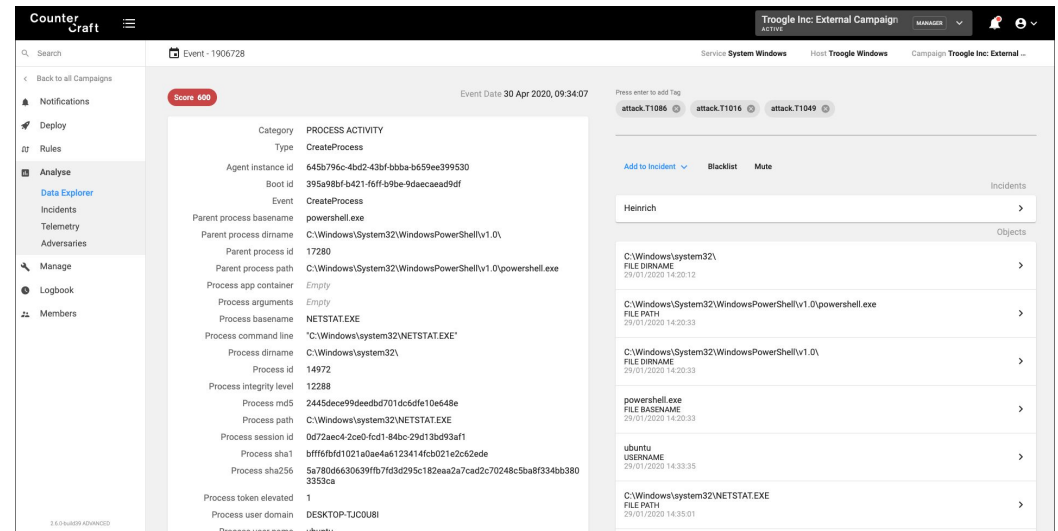 Counter
Craft
Troogle Inc: External Campaign
ACTIVE
MANAGER
Search
Event - 1906728
Service System Windows
Host Troogle Windows
Campaign Troogle Inc: External ...
Back to all Campaigns
Notifications
Deploy
Rules
Analyse
Data Explorer
Incidents
Telemetry
Adversaries
Manage
Logbook
Members
2.6.0-build39 ADVANCED
Score 600
Event Date 30 Apr 2020, 09:34:07
Category PROCESS ACTIVITY
Type CreateProcess
Agent instance id 645b796c-4bd2-43bf-bbba-b659ee399530
Boot id 395a98bf-b421-f6ff-b9be-9daecaead9df
Event CreateProcess
Parent process basename powershell.exe
Parent process dirname C:\Windows\System32\WindowsPowerShell\v1.0\
Parent process id 17280
Parent process path C:\Windows\System32\WindowsPowerShell\v1.0\powershell.exe
Process app container Empty
Process arguments Empty
Process basename NETSTAT.EXE
Process command line "C:\Windows\system32\NETSTAT.EXE"
Process dirname C:\Windows\system32\
Process id 14972
Process integrity level 12288
Process md5 2445dece99deedbd701dc6dfe10e648e
Process path C:\Windows\system32\NETSTAT.EXE
Process session id 0d72aec4-2ce0-fcd1-84bc-29d13bd93af1
Process sha1 bfff6fbfd1021a0ae4a6123414fcb021e2c62ede
Process sha256 5a780d6630639ffb7fd3d295c182eaa2a7cad2c70248c5ba8f334bb380
3353ca
Process token elevated 1
Process user domain DESKTOP-TJC0U8I
Process user name ubuntu
Press enter to add Tag
attack.T1086
attack.T1016
attack.T1049
Add to Incident
Blacklist
Mute
Incidents
Heinrich
Objects
C:\Windows\system32\
FILE DIRNAME
29/01/2020 14:20:12
C:\Windows\System32\WindowsPowerShell\v1.0\powershell.exe
FILE PATH
29/01/2020 14:20:33
C:\Windows\System32\WindowsPowerShell\v1.0\
FILE DIRNAME
29/01/2020 14:20:33
powershell.exe
FILE BASENAME
29/01/2020 14:20:33
ubuntu
USERNAME
29/01/2020 14:33:35
C:\Windows\system32\NETSTAT.EXE
FILE PATH
29/01/2020 14:35:01